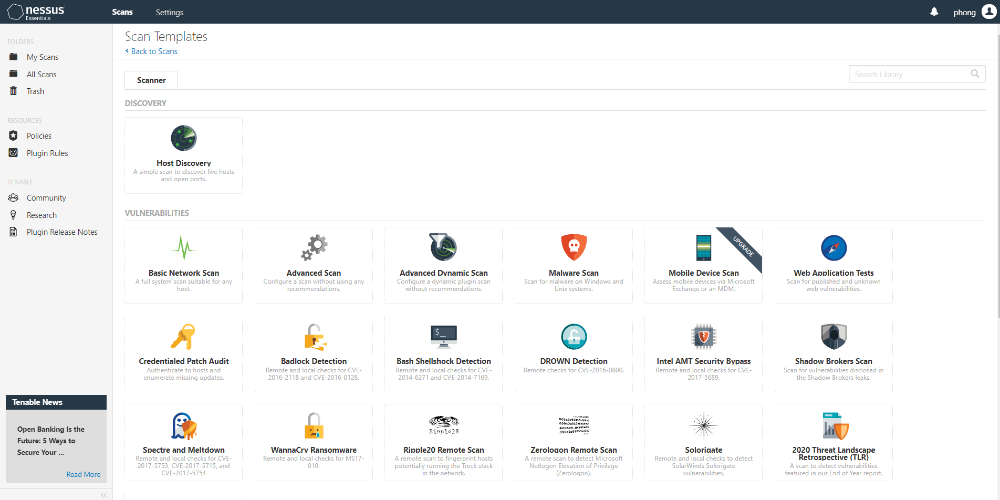 nessus
Essentials
Scans
Settings
phong
FOLDERS
My Scans
All Scans
Trash
RESOURCES
Policies
Plugin Rules
TENABLE
Community
Research
Plugin Release Notes
Tenable News
Open Banking Is the
Future: 5 Ways to
Secure Your ...
Read More
Scan Templates
Back to Scans
Scanner
Search Library
DISCOVERY
Host Discovery
A simple scan to discover live hosts
and open ports.
VULNERABILITIES
Basic Network Scan
A full system scan suitable for any
host.
Advanced Scan
Configure a scan without using any
recommendations.
Advanced Dynamic Scan
Configure a dynamic plugin scan
without recommendations.
Malware Scan
Scan for malware on Windows and
Unix systems.
UPGRADE
Mobile Device Scan
Assess mobile devices via Microsoft
Exchange or an MDM.
Web Application Tests
Scan for published and unknown
web vulnerabilities.
Credentialed Patch Audit
Authenticate to hosts and
enumerate missing updates.
Badlock Detection
Remote and local checks for CVE-
2016-2118 and CVE-2016-0128.
$_
Bash Shellshock Detection
Remote and local checks for CVE-
2014-6271 and CVE-2014-7169.
DROWN Detection
Remote checks for CVE-2016-0800.
Intel AMT Security Bypass
Remote and local checks for CVE-
2017-5689.
Shadow Brokers Scan
Scan for vulnerabilities disclosed in
the Shadow Brokers leaks.
Spectre and Meltdown
Remote and local checks for CVE-
2017-5753, CVE-2017-5715, and
CVE-2017-5754
WannaCry Ransomware
Remote and local checks for MS17-
010.
Ripple20
Ripple20 Remote Scan
A remote scan to fingerprint hosts
potentially running the Treck stack
in the network.
Zerologon Remote Scan
A remote scan to detect Microsoft
Netlogon Elevation of Privilege
(Zerologon).
Solorigate
Remote and local checks to detect
SolarWinds Solorigate
vulnerabilities.
2020 Threat Landscape
Retrospective (TLR)
A scan to detect vulnerabilities
featured in our End of Year report.